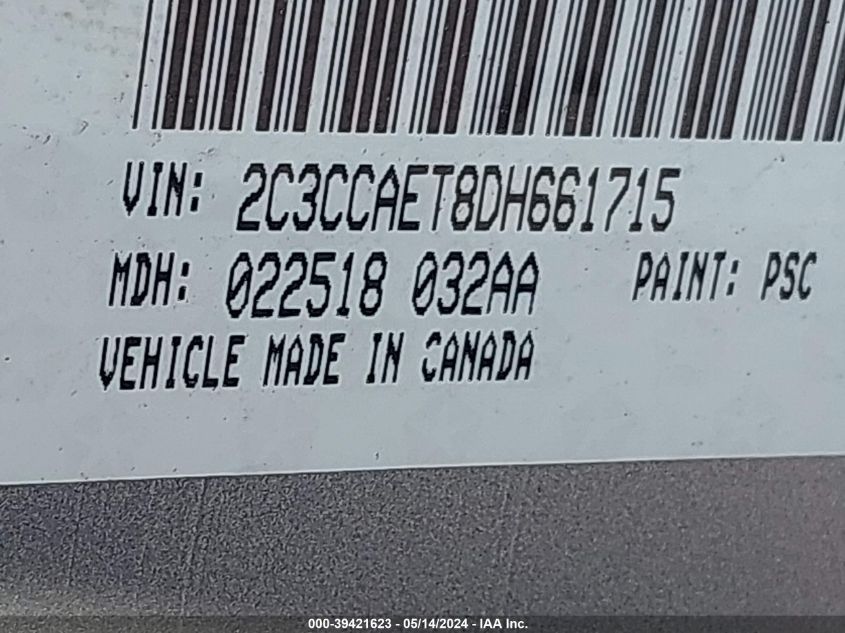 VIN: 2C3CCAET8DH661715
MDH: 022518 032AA PAINT: PSC
VEHICLE MADE IN CANADA
000-39421623 - 05/14/2024 - IAA Inc.